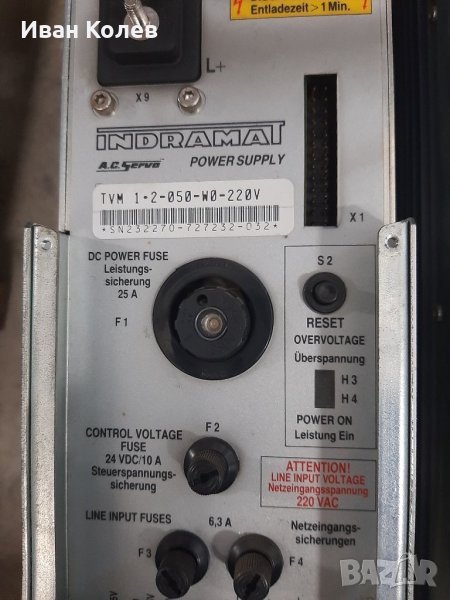 Иван Колев
Entladezeit > 1 Min.
L+
X9
INDRAMAT
A.C. Servo
POWER SUPPLY
TVM 1·2-050-W0-220V
*SN232270-727232-032*
X1
DC POWER FUSE
Leistungs-
sicherung
25 A
F1
S2
RESET
OVERVOLTAGE
Überspannung
H3
H4
POWER ON
Leistung Ein
F2
CONTROL VOLTAGE
FUSE
24 VDC/10 A
Steuerspannungs-
sicherung
ATTENTION!
LINE INPUT VOLTAGE
Netzeingangsspannung
220 VAC
LINE INPUT FUSES
6,3 A
Netzeingangs-
sicherungen
F3
F4
BAZAR